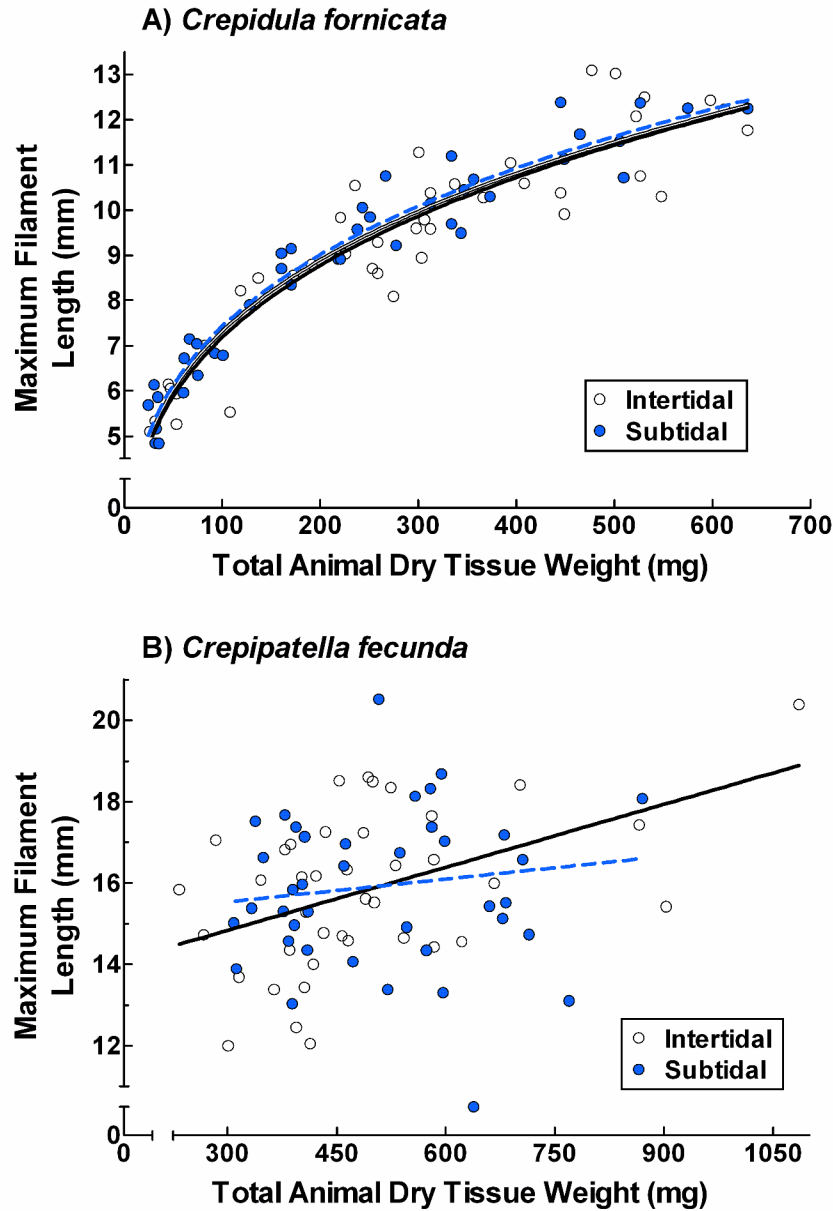 A) Crepidula fornicata
Maximum Filament
Length (mm)
13
12
11
10
9
8
7
6
5
0
Intertidal
Subtidal
0 100 200 300 400 500 600 700
Total Animal Dry Tissue Weight (mg)
B) Crepipatella fecunda
Maximum Filament
Length (mm)
20
18
16
14
12
0
Intertidal
Subtidal
0 300 450 600 750 900 1050
Total Animal Dry Tissue Weight (mg)